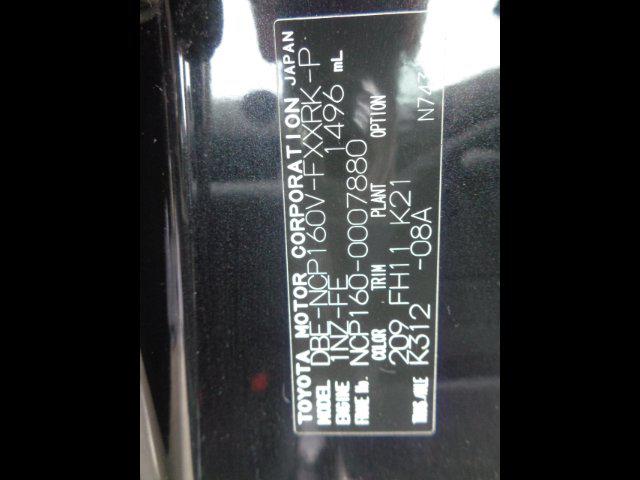 TOYOTA MOTOR CORPORATION JAPAN
MODEL DBE-NCP160V-FXXRK-P
ENGINE 1NZ-FE 1496 mL
FRAME No. NCP160-0007880
COLOR TRIM PLANT OPTION
209 FH11 K21
TRANS./AXLE K312 -08A